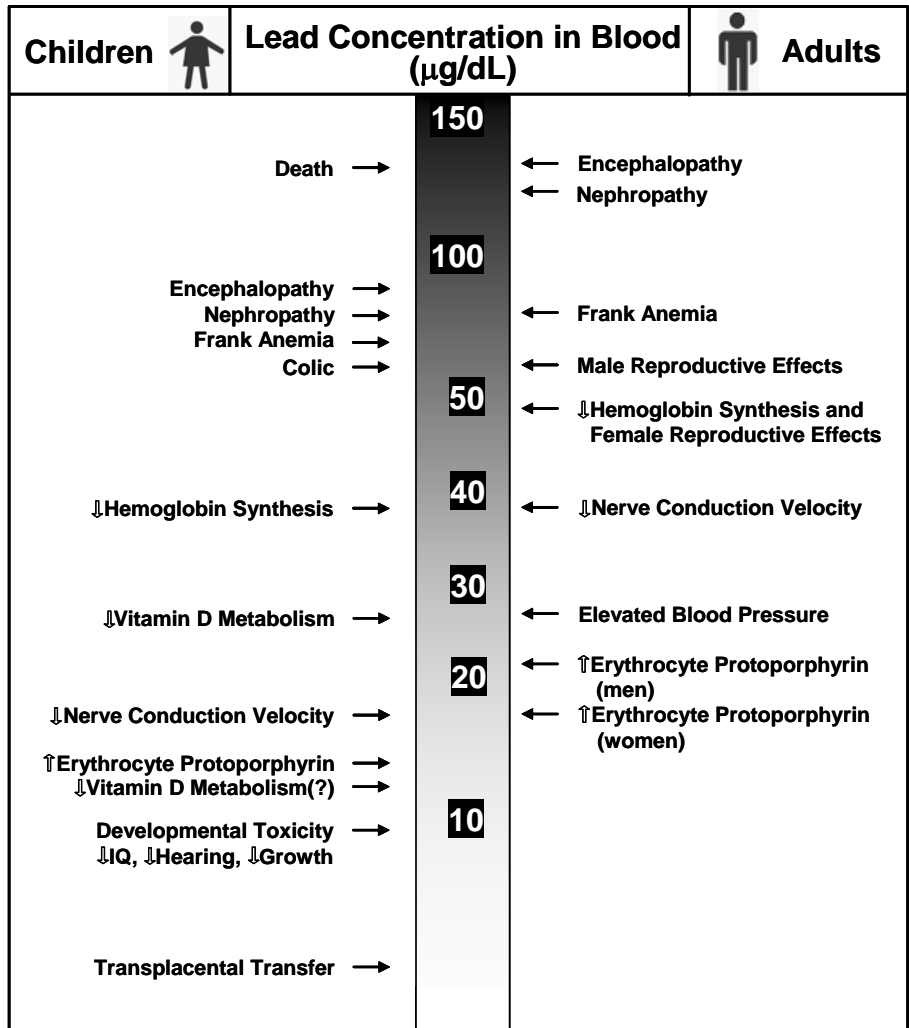 Children
Lead Concentration in Blood
(μg/dL)
Adults
150
Death
Encephalopathy
Nephropathy
100
Encephalopathy
Nephropathy
Frank Anemia
Colic
Frank Anemia
Male Reproductive Effects
50
⇩Hemoglobin Synthesis and
Female Reproductive Effects
40
⇩Hemoglobin Synthesis
⇩Nerve Conduction Velocity
30
⇩Vitamin D Metabolism
Elevated Blood Pressure
20
⇧Erythrocyte Protoporphyrin
(men)
⇩Nerve Conduction Velocity
⇧Erythrocyte Protoporphyrin
(women)
⇧Erythrocyte Protoporphyrin
⇩Vitamin D Metabolism(?)
10
Developmental Toxicity
⇩IQ, ⇩Hearing, ⇩Growth
Transplacental Transfer